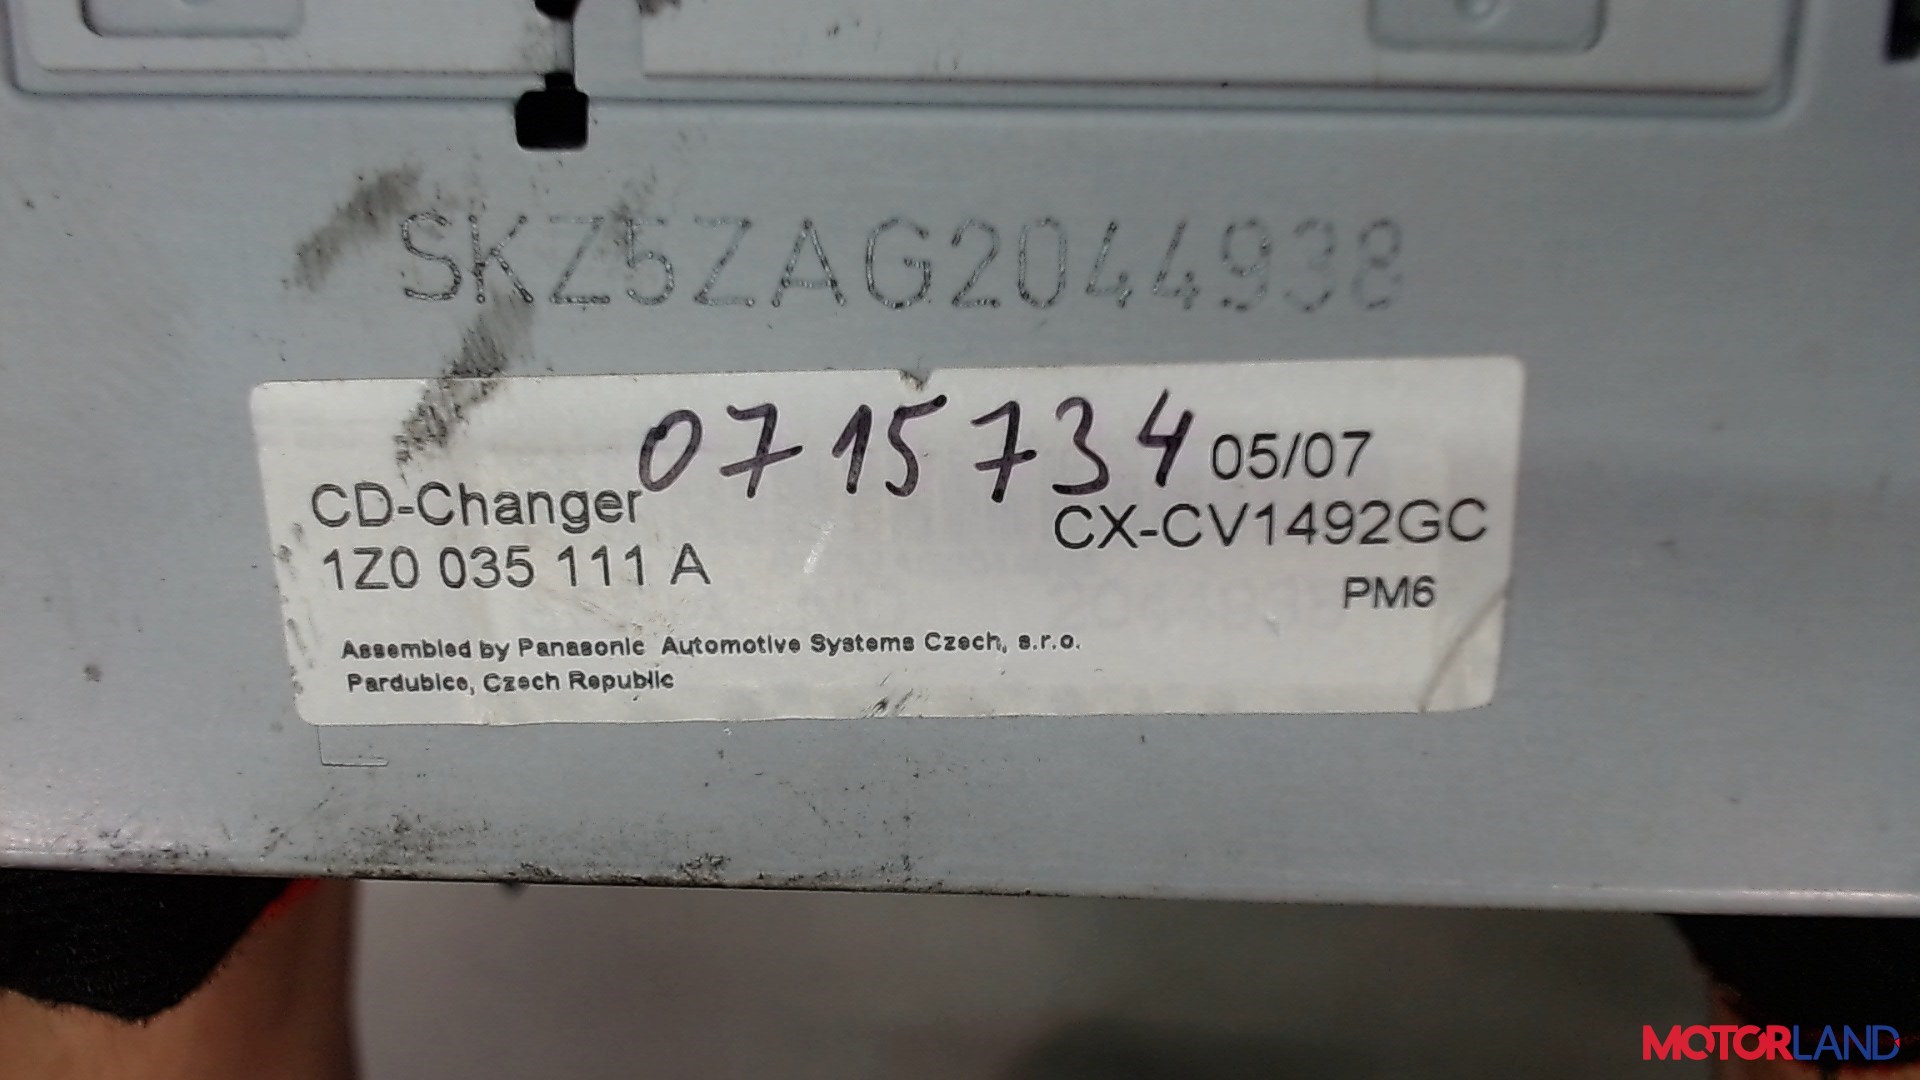 SKZ5ZAG2044938
0715734 05/07
CD-Changer CX-CV1492GC
1Z0 035 111 A PM6
Assembled by Panasonic Automotive Systems Czech, s.r.o.
Pardubice, Czech Republic
MOTORLAND